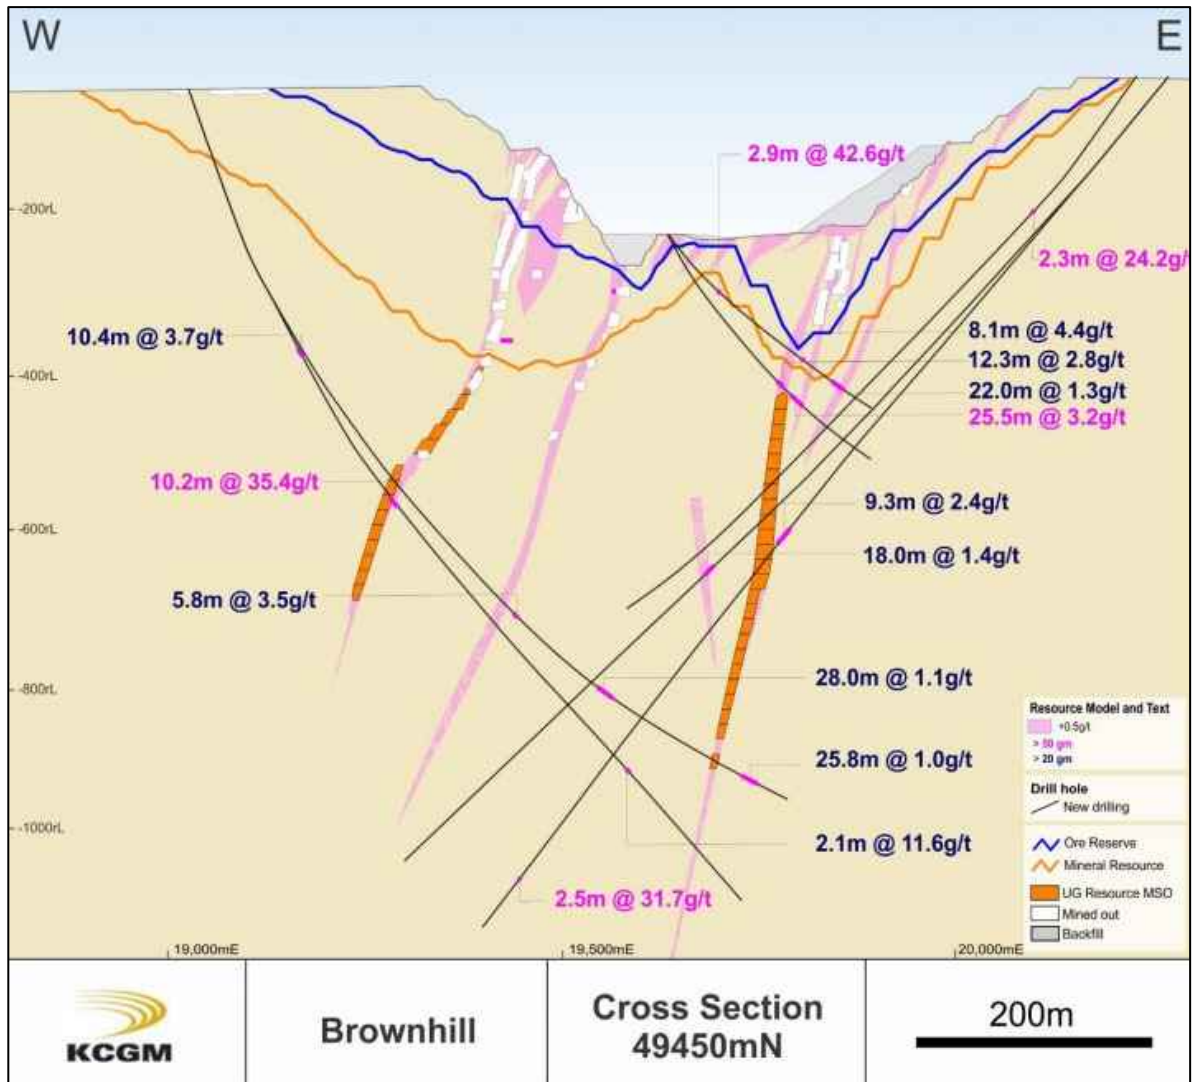 W
E
2.9m @ 42.6g/t
-200rL
2.3m @ 24.2g/
10.4m @ 3.7g/t
8.1m @ 4.4g/t
12.3m @ 2.8g/t
-400rL
22.0m @ 1.3g/t
25.5m @ 3.2g/t
10.2m @ 35.4g/t
9.3m @ 2.4g/t
-600rL
18.0m @ 1.4g/t
5.8m @ 3.5g/t
28.0m @ 1.1g/t
-800rL
25.8m @ 1.0g/t
-1000rL
2.1m @ 11.6g/t
2.5m @ 31.7g/t
Resource Model and Text
+0.5g/t
> 50 gm
> 20 gm
Drill hole
New drilling
Ore Reserve
Mineral Resource
UG Resource MSO
Mined out
Backfill
19,000mE
19,500mE
20,000mE
KCGM
Brownhill
Cross Section
49450mN
200m